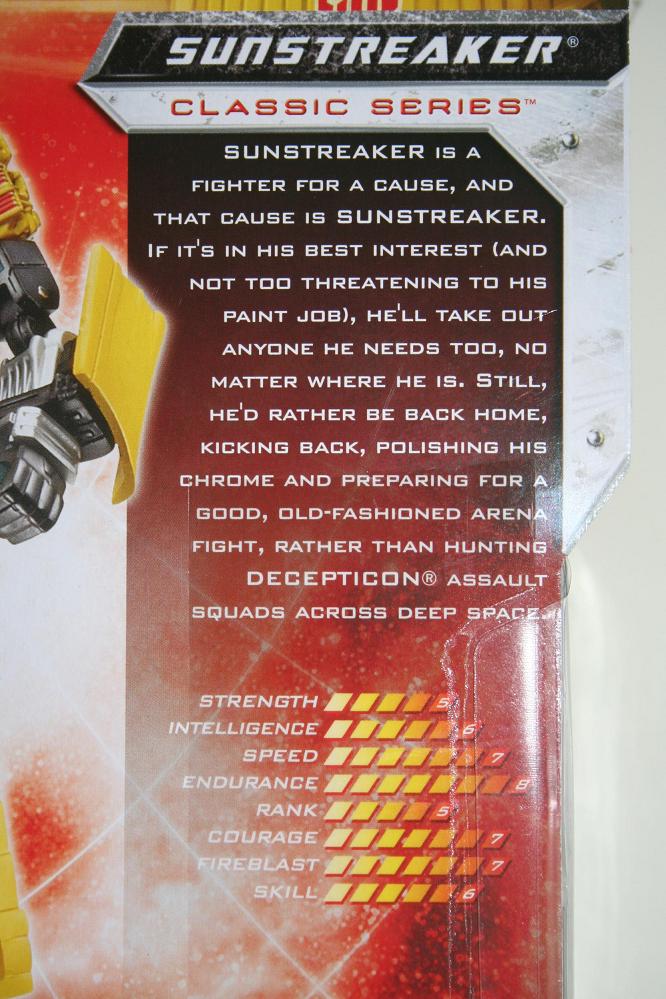 SUNSTREAKER®
CLASSIC SERIES™
SUNSTREAKER IS A
FIGHTER FOR A CAUSE, AND
THAT CAUSE IS SUNSTREAKER.
IF IT'S IN HIS BEST INTEREST (AND
NOT TOO THREATENING TO HIS
PAINT JOB), HE'LL TAKE OUT
ANYONE HE NEEDS TOO, NO
MATTER WHERE HE IS. STILL,
HE'D RATHER BE BACK HOME,
KICKING BACK, POLISHING HIS
CHROME AND PREPARING FOR A
GOOD, OLD-FASHIONED ARENA
FIGHT, RATHER THAN HUNTING
DECEPTICON® ASSAULT
SQUADS ACROSS DEEP SPACE.
STRENGTH 5
INTELLIGENCE 6
SPEED 7
ENDURANCE 8
RANK 5
COURAGE 7
FIREBLAST 7
SKILL 6